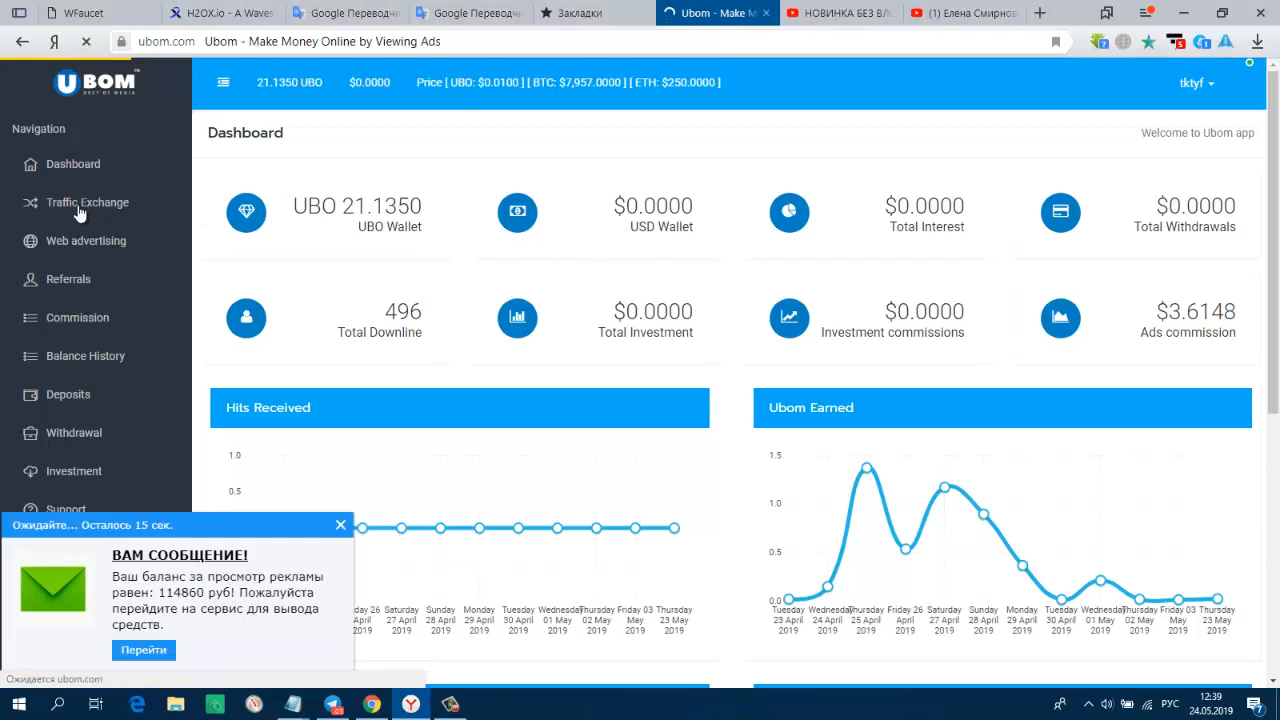 WFaucet
H2OX.io - A Waves
Google Переводчи
Google Переводчи
Закладки
Ubom - Make M
НОВИНКА БЕЗ ВЛО
(1) Елена Смирнов
ubom.com
Ubom - Make Money Online by Viewing Ads
7
5
1
UBOM
BEST OF MEDIA
21.1350 UBO
$0.0000
Price [ UBO: $0.0100 ] [ BTC: $7,957.0000 ] [ ETH: $250.0000 ]
tktyf
Navigation
Dashboard
Traffic Exchange
Web advertising
Referrals
Commission
Balance History
Deposits
Withdrawal
Investment
Support
Dashboard
Welcome to Ubom app
UBO 21.1350
UBO Wallet
$0.0000
USD Wallet
$0.0000
Total Interest
$0.0000
Total Withdrawals
496
Total Downline
$0.0000
Total Investment
$0.0000
Investment commissions
$3.6148
Ads commission
Hits Received
1.0
0.5
26 April 2019
Saturday 27 April 2019
Sunday 28 April 2019
Monday 29 April 2019
Tuesday 30 April 2019
Wednesday 01 May 2019
Thursday 02 May 2019
Friday 03 May 2019
Thursday 23 May 2019
Ubom Earned
1.5
1.0
0.5
0.0
Tuesday 23 April 2019
Wednesday 24 April 2019
Thursday 25 April 2019
Friday 26 April 2019
Saturday 27 April 2019
Sunday 28 April 2019
Monday 29 April 2019
Tuesday 30 April 2019
Wednesday 01 May 2019
Thursday 02 May 2019
Friday 03 May 2019
Thursday 23 May 2019
Ожидайте... Осталось 15 сек.
ВАМ СООБЩЕНИЕ!
Ваш баланс за просмотр рекламы
равен: 114860 руб! Пожалуйста
перейдите на сервис для вывода
средств.
Перейти
Ожидается ubom.com
РУС
12:39
24.05.2019